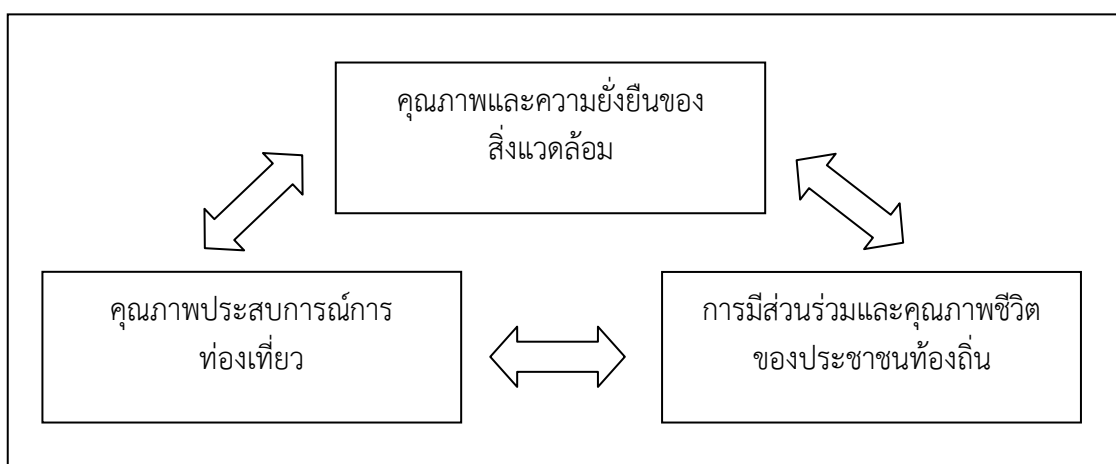 คุณภาพและความยั่งยืนของ
สิ่งแวดล้อม
คุณภาพประสบการณ์การ
ท่องเที่ยว
การมีส่วนร่วมและคุณภาพชีวิต
ของประชาชนท้องถิ่น